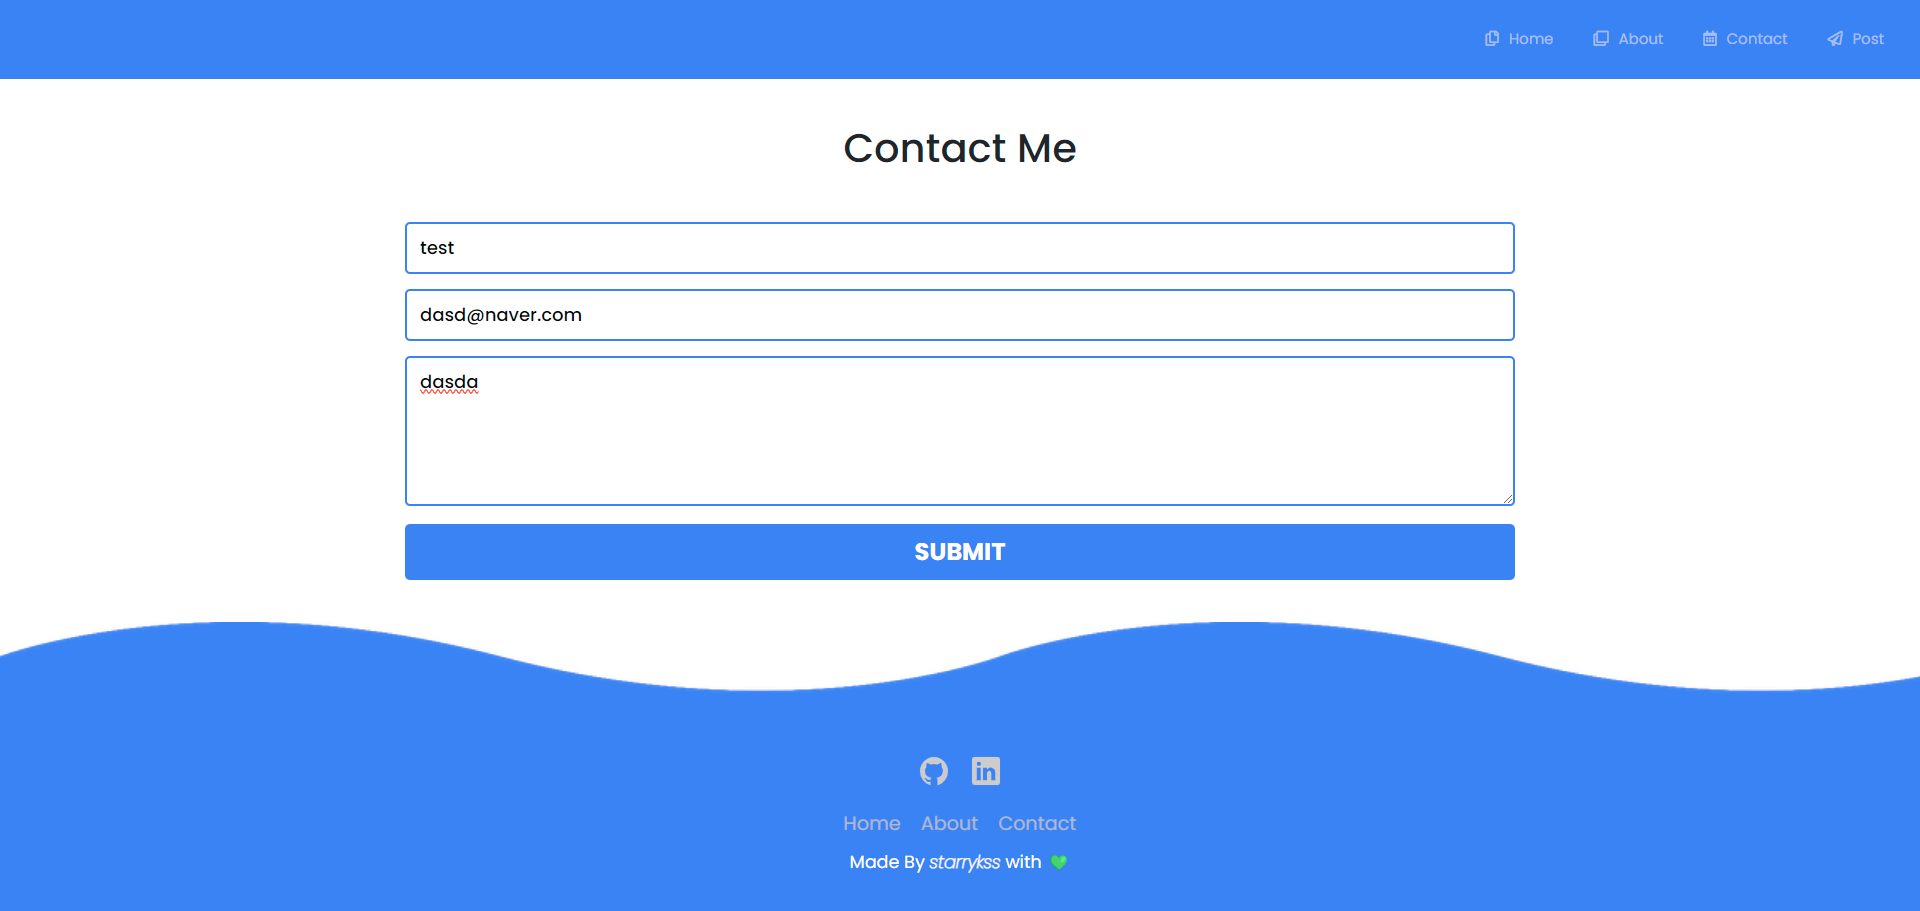 Home About Contact Post
Contact Me
test
dasd@naver.com
dasda
SUBMIT
Home About Contact
Made By starrykss with 💚